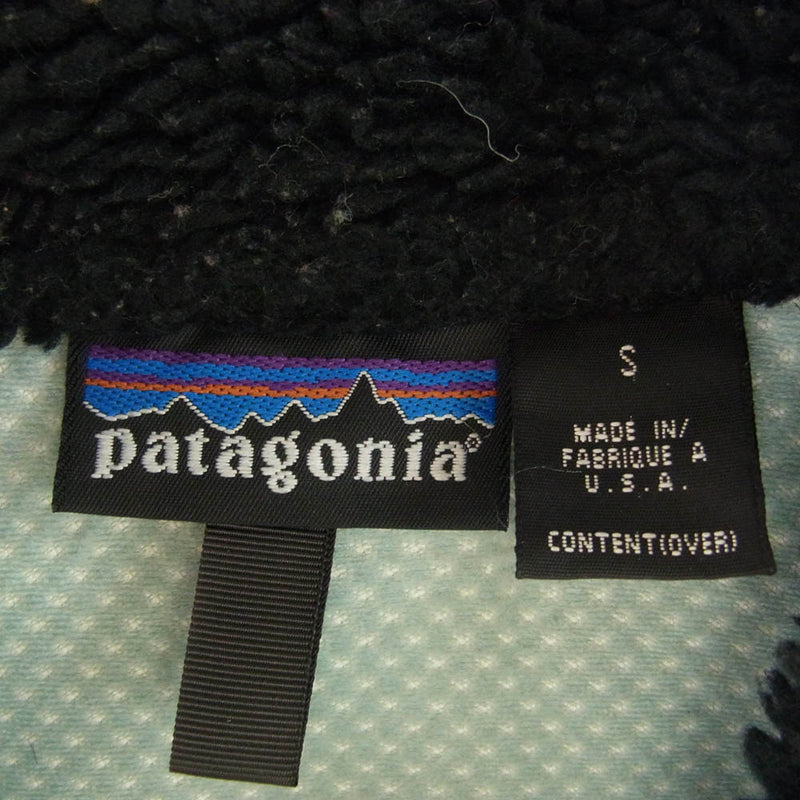 patagonia®
S
MADE IN/
FABRIQUE A
U.S.A.
CONTENT(OVER)